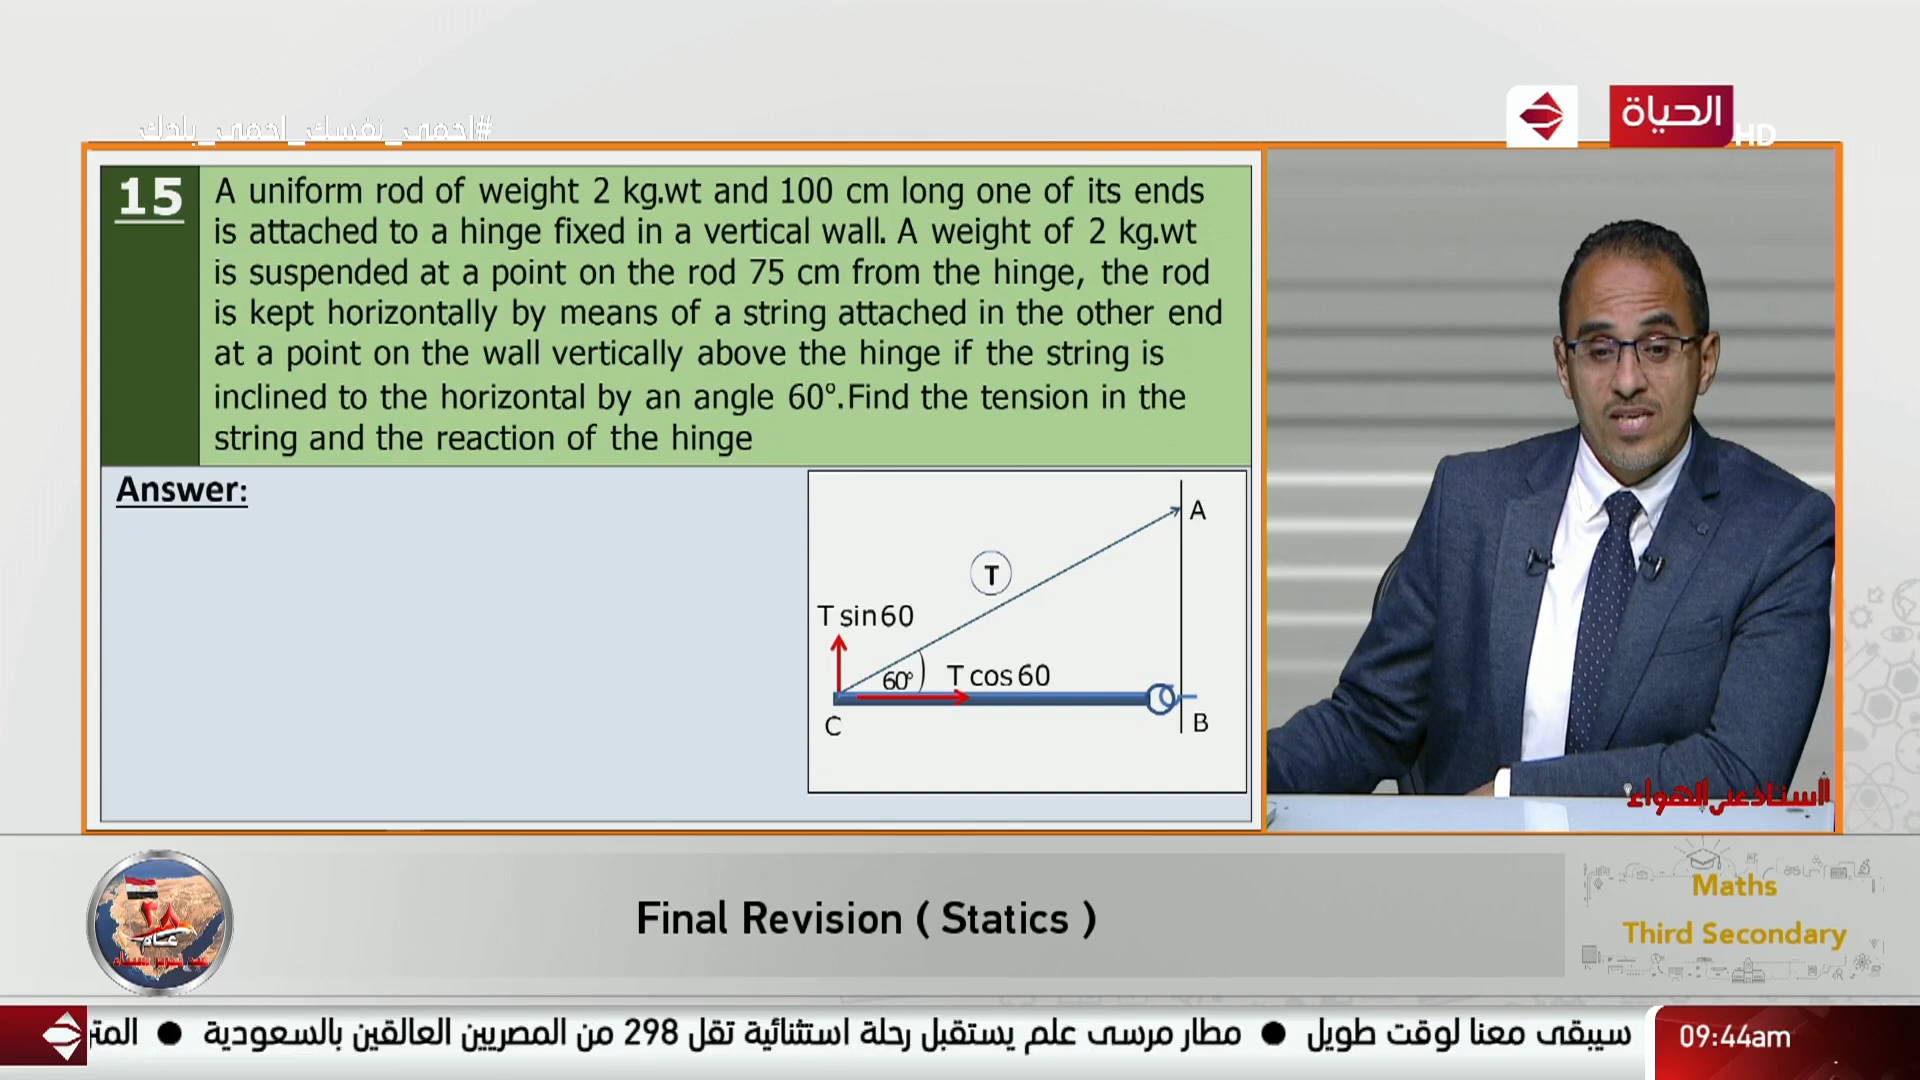 #احمي_نفسك_احمي_بلدك
الحياة
HD
15
A uniform rod of weight 2 kg.wt and 100 cm long one of its ends
is attached to a hinge fixed in a vertical wall. A weight of 2 kg.wt
is suspended at a point on the rod 75 cm from the hinge, the rod
is kept horizontally by means of a string attached in the other end
at a point on the wall vertically above the hinge if the string is
inclined to the horizontal by an angle 60°.Find the tension in the
string and the reaction of the hinge
Answer:
A
T
T sin60
60°
T cos60
C
B
أستاذ على الهواء
٣٨
عام
Final Revision ( Statics )
Maths
Third Secondary
سيبقى معنا لوقت طويل ● مطار مرسى علم يستقبل رحلة استثنائية تقل 298 من المصريين العالقين بالسعودية ●
09:44am